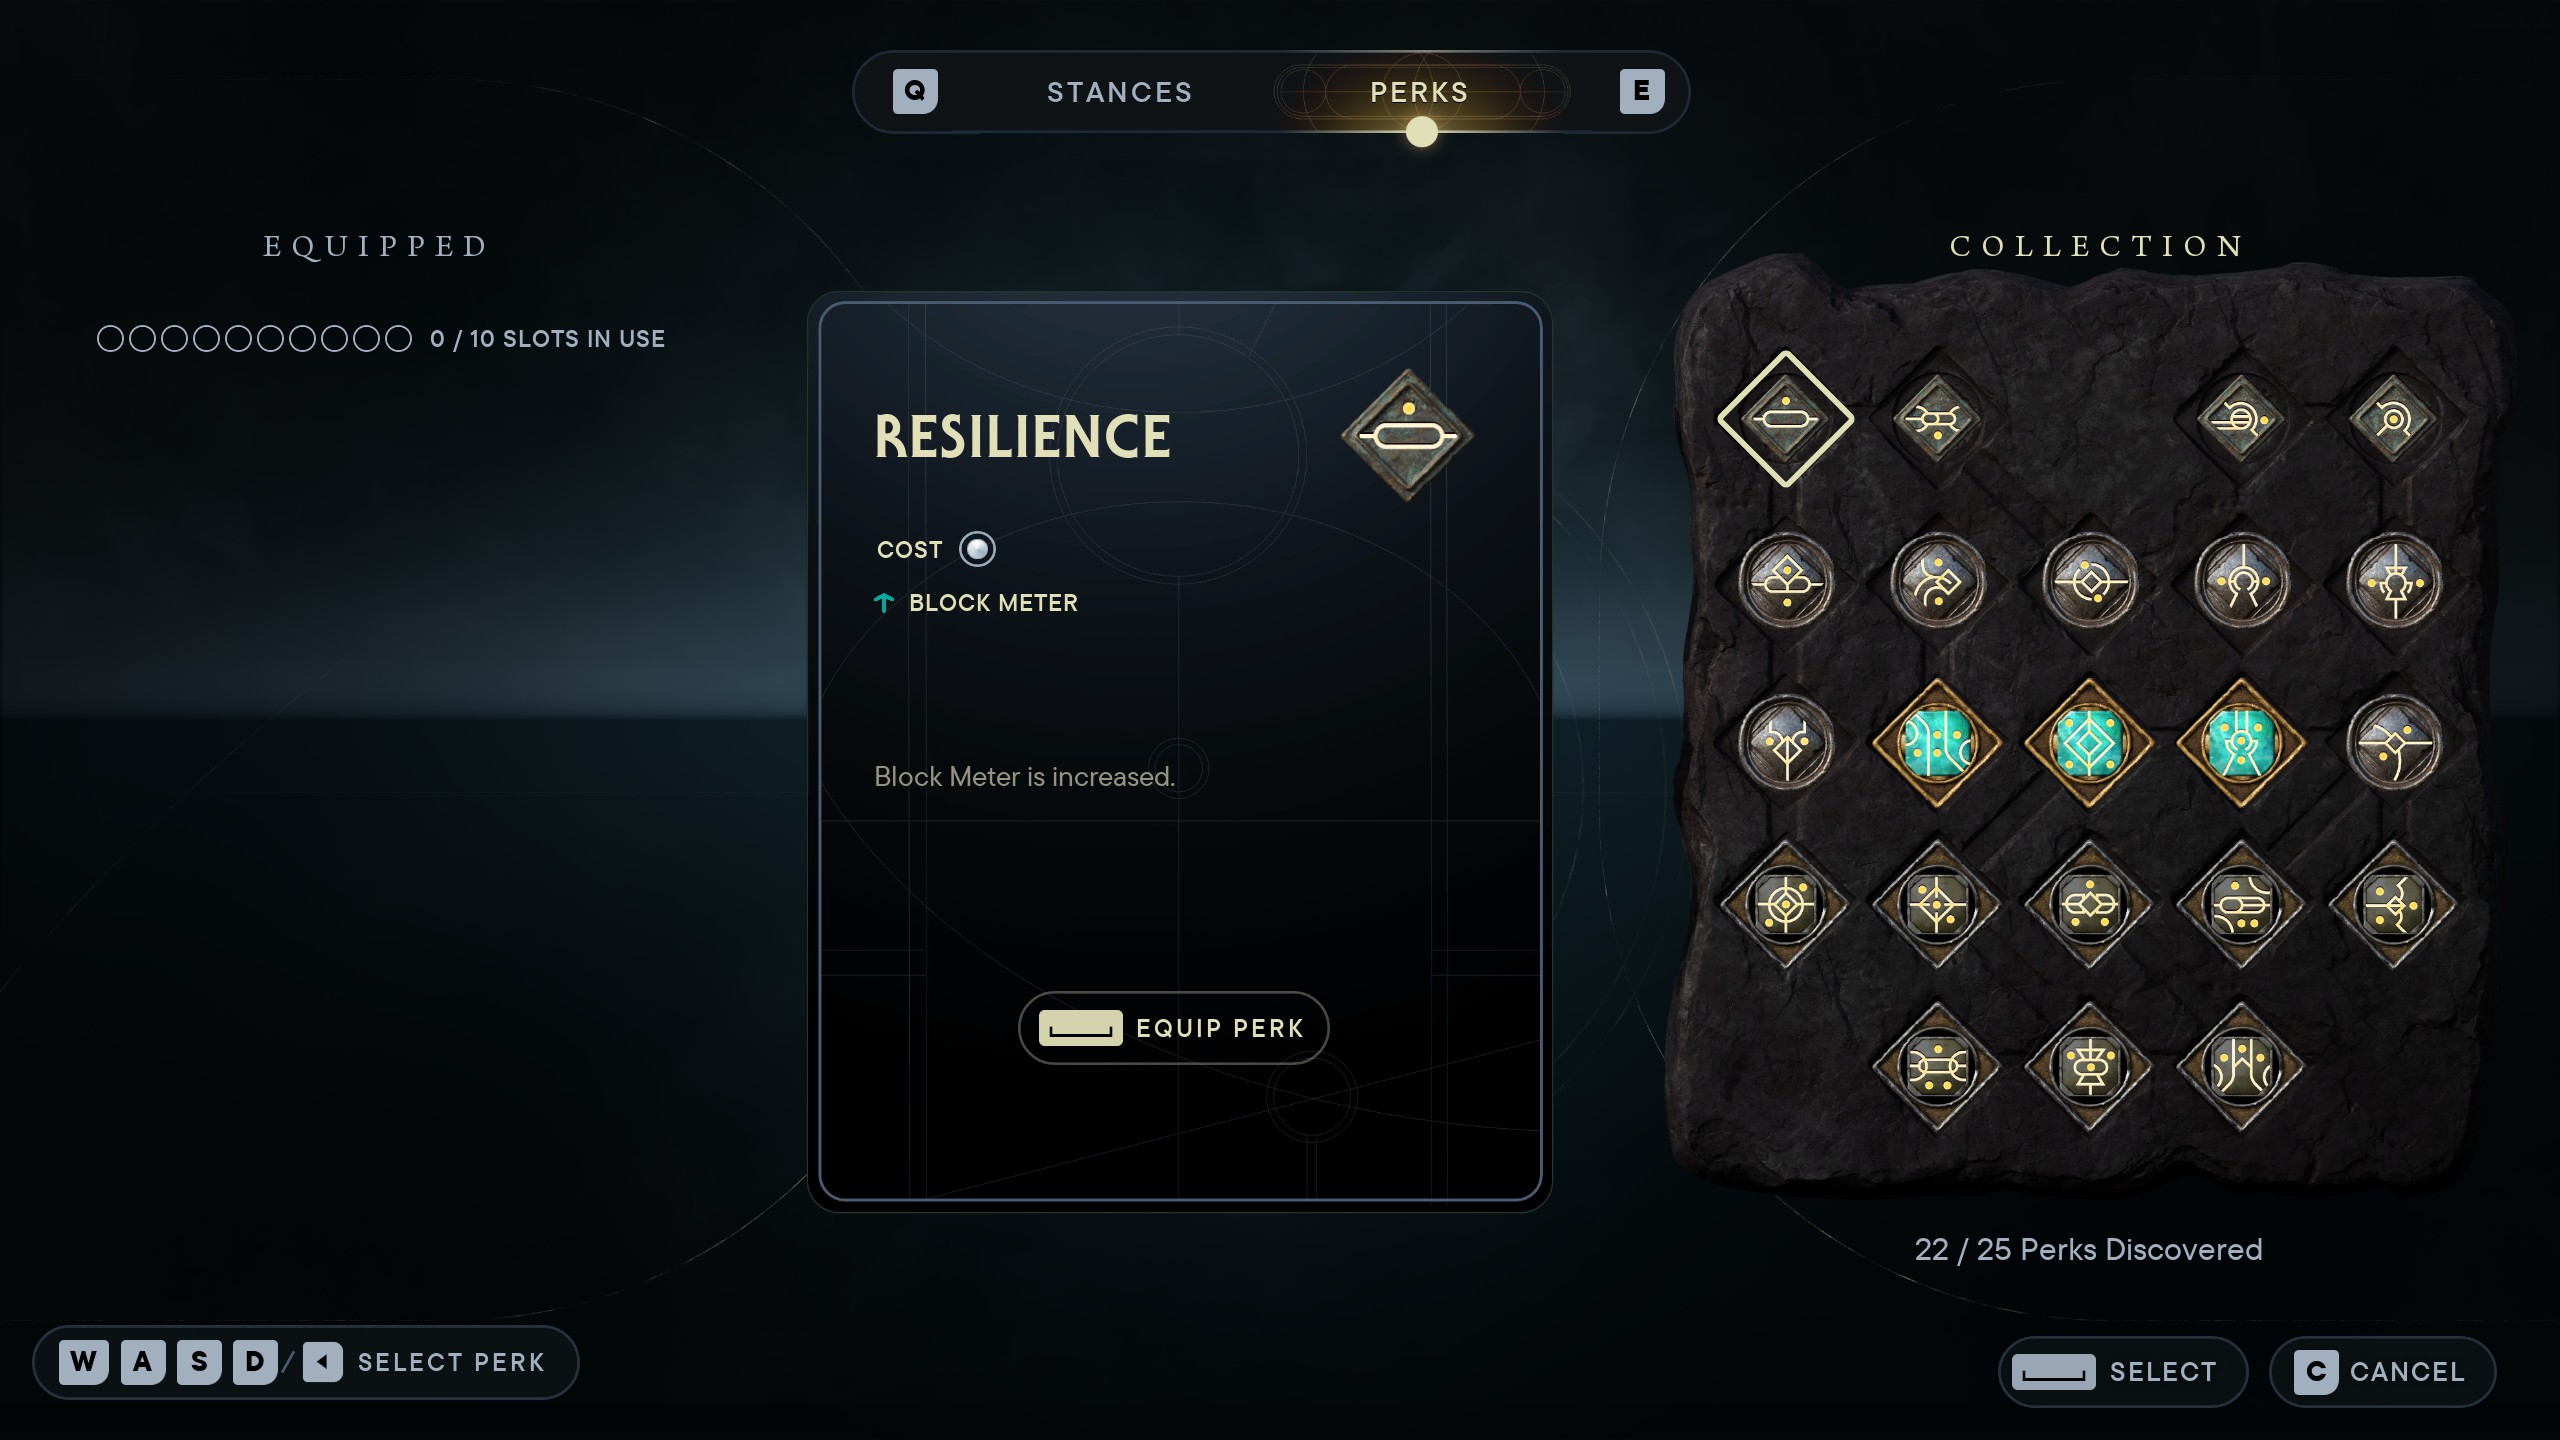 Q STANCES PERKS E
EQUIPPED
0 / 10 SLOTS IN USE
RESILIENCE
COST
BLOCK METER
Block Meter is increased.
EQUIP PERK
COLLECTION
22 / 25 Perks Discovered
W A S D / SELECT PERK
SELECT
C CANCEL